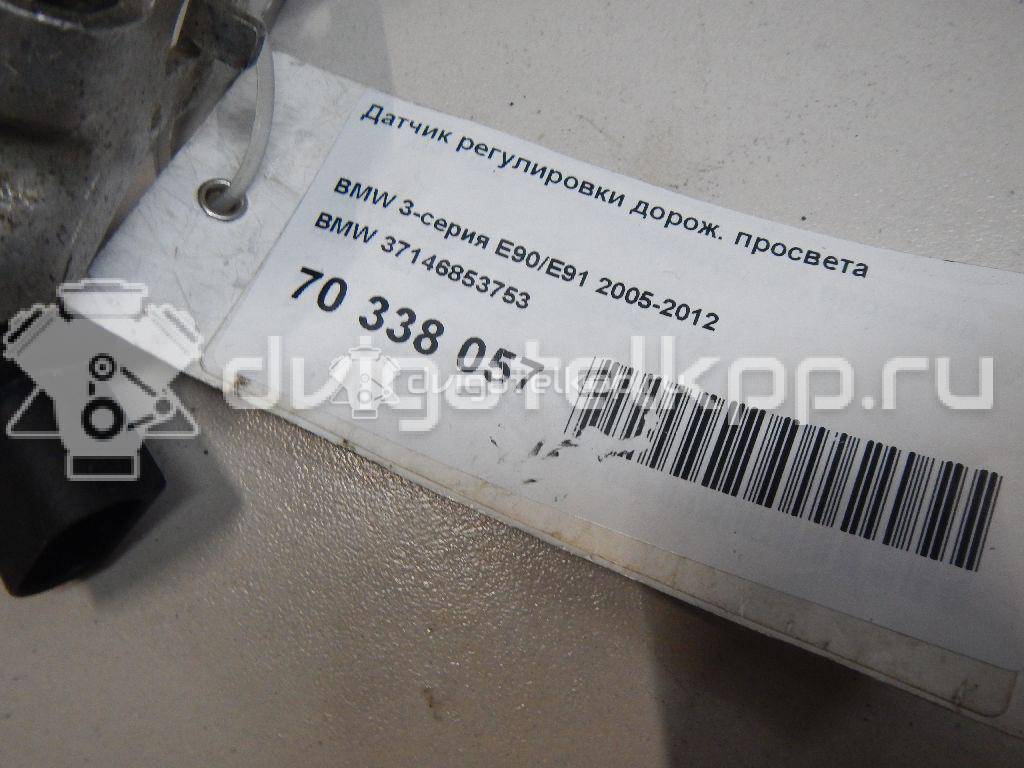 Датчик регулировки дорож. просвета
BMW 3-серия E90/E91 2005-2012
BMW 37146853753
70 338 057
dvigatelkop.ru